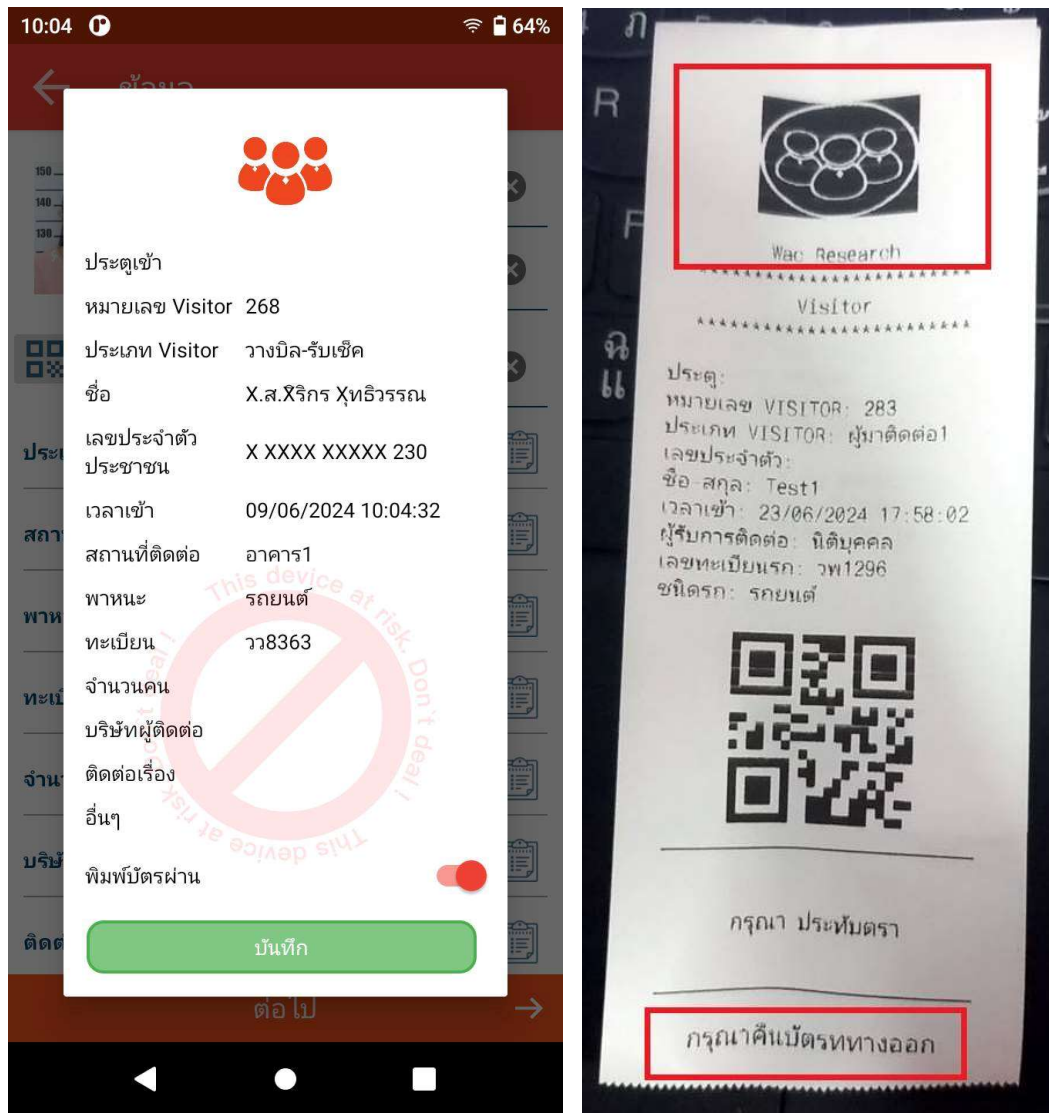 10:04
64%
ข้อมูล
150
140
130
ประตูเข้า
หมายเลข Visitor 268
ประเภท Visitor วางบิล-รับเช็ค
ชื่อ X.ส.Xิริกร Xุทธิวรรณ
เลขประจำตัว
ประชาชน
X XXXX XXXXX 230
เวลาเข้า 09/06/2024 10:04:32
สถานที่ติดต่อ อาคาร1
พาหนะ รถยนต์
ทะเบียน วว8363
จำนวนคน
บริษัทผู้ติดต่อ
ติดต่อเรื่อง
อื่นๆ
This device at risk. Don't deal !
พิมพ์บัตรผ่าน
บันทึก
ต่อไป
R
F
ภ
ฉ
แ
Wac Research
*************************
Visitor
*************************
ประตู:
หมายเลข VISITOR: 283
ประเภท VISITOR: ผู้มาติดต่อ1
เลขประจำตัว:
ชื่อ สกุล: Test1
เวลาเข้า: 23/06/2024 17:58:02
ผู้รับการติดต่อ: นิติบุคคล
เลขทะเบียนรถ: วพ1296
ชนิดรถ: รถยนต์
กรุณา ประทับตรา
กรุณาคืนบัตรททางออก